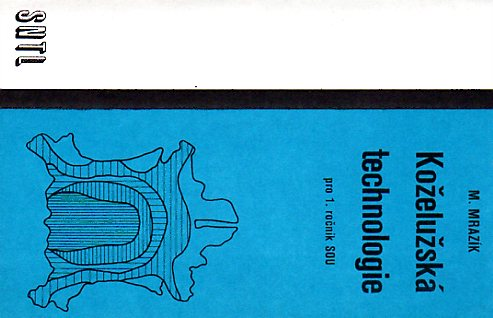 M. MRAZÍK
Koželužská
technologie
pro 1. ročník SOU
SNTL